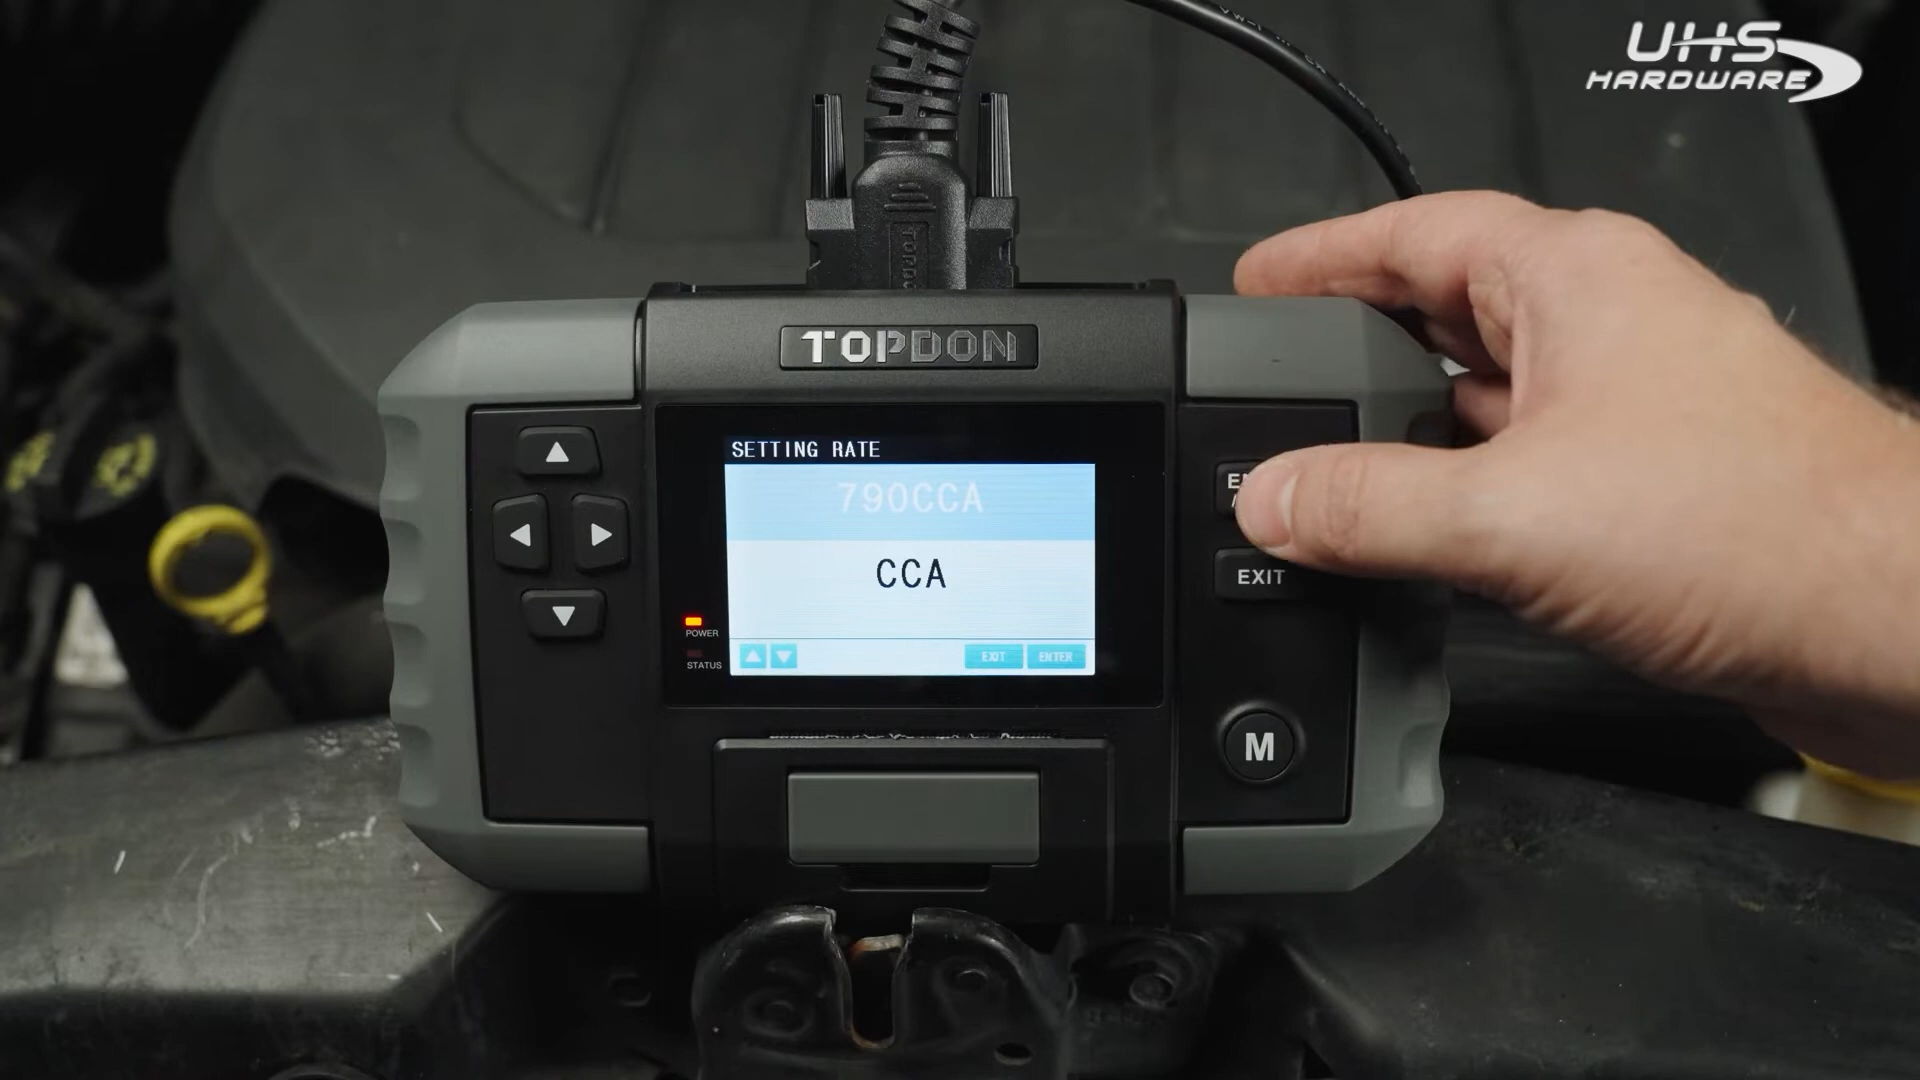 UHS
HARDWARE
TOPDON
SETTING RATE
790CCA
CCA
POWER
STATUS
EXIT
ENTER
EXIT
M